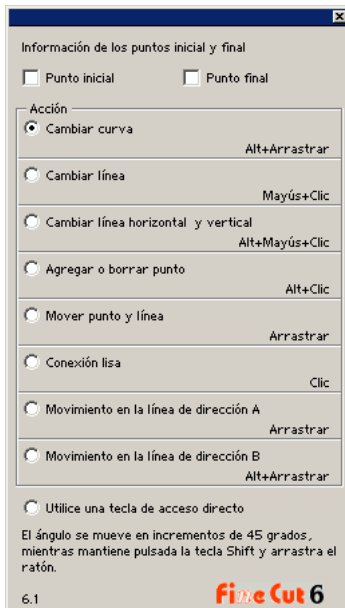 Información de los puntos inicial y final
Punto inicial Punto final
Acción
Cambiar curva
Alt+Arrastrar
Cambiar línea
Mayús+Clic
Cambiar línea horizontal y vertical
Alt+Mayús+Clic
Agregar o borrar punto
Alt+Clic
Mover punto y línea
Arrastrar
Conexión lisa
Clic
Movimiento en la línea de dirección A
Arrastrar
Movimiento en la línea de dirección B
Alt+Arrastrar
Utilice una tecla de acceso directo
El ángulo se mueve en incrementos de 45 grados,
mientras mantiene pulsada la tecla Shift y arrastra el
ratón.
6.1 Fine Cut 6